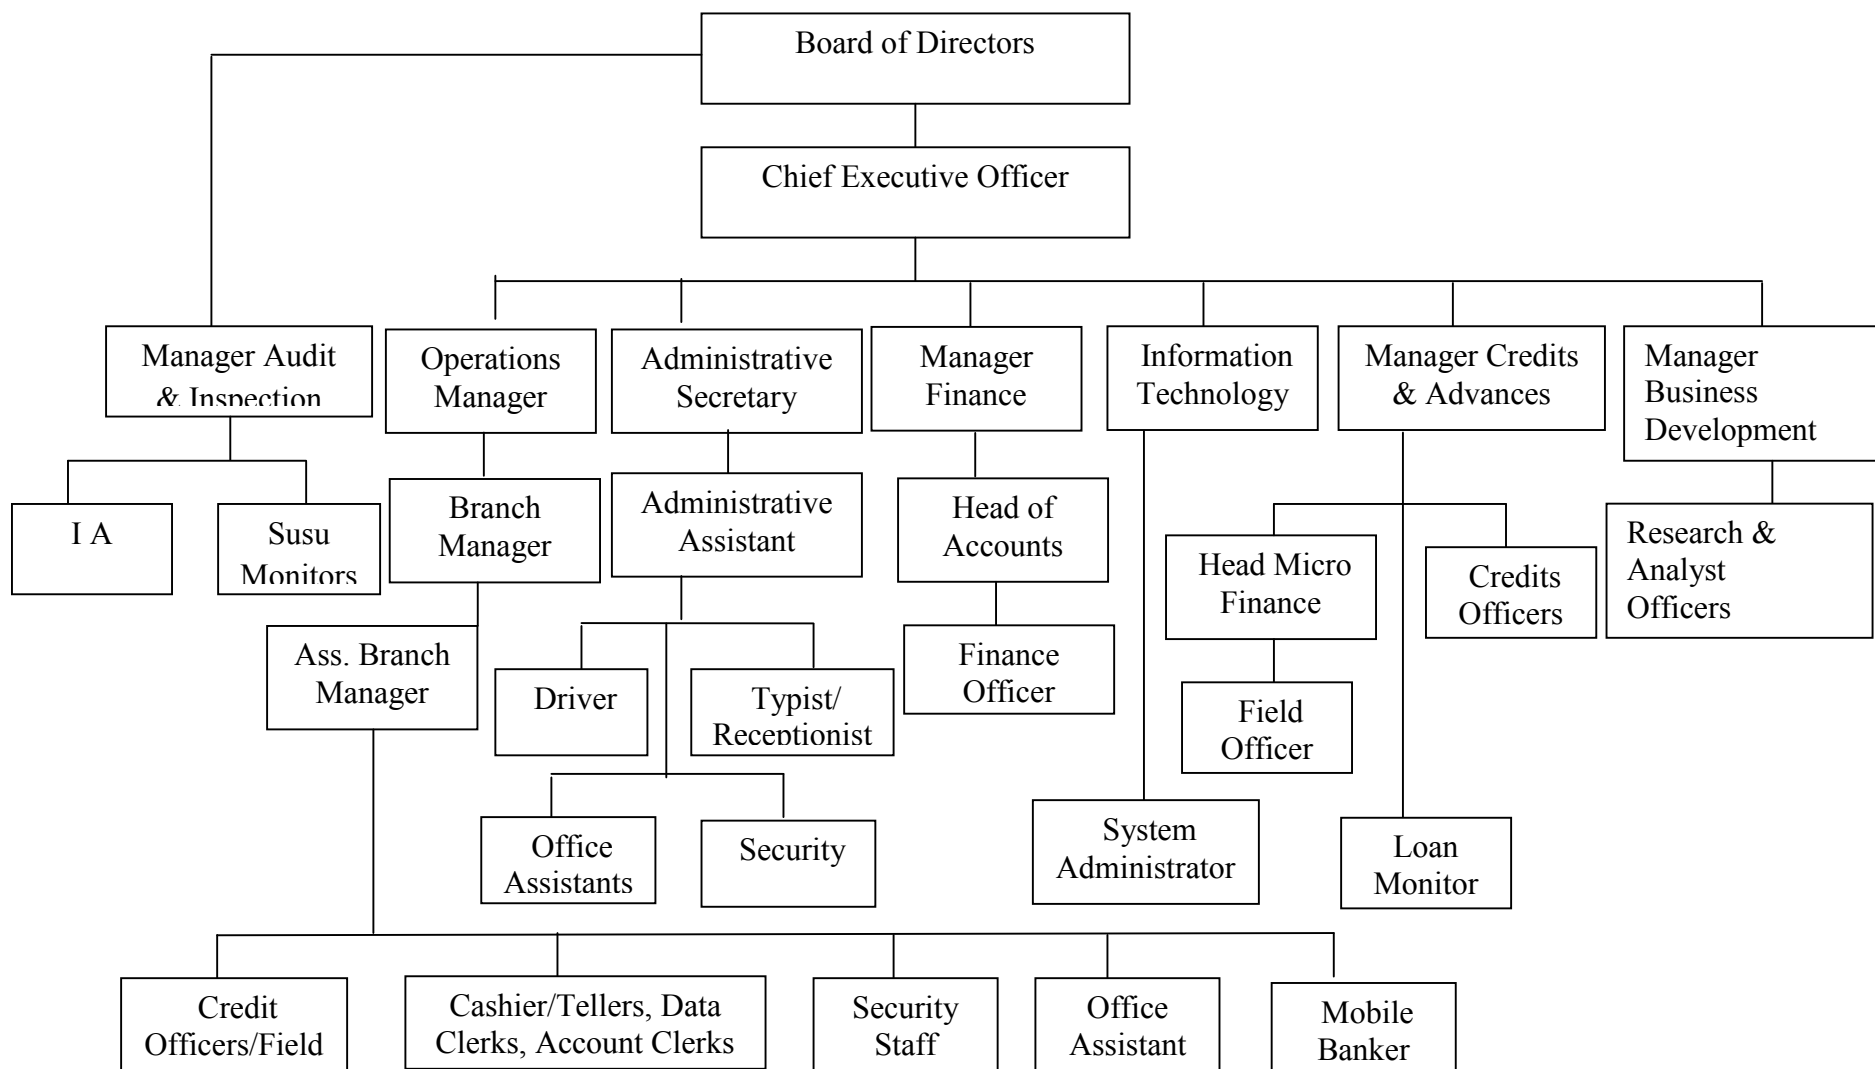 Board of Directors
Chief Executive Officer
Manager Audit
& Inspection
Operations
Manager
Administrative
Secretary
Manager
Finance
Information
Technology
Manager Credits
& Advances
Manager
Business
Development
I A
Susu
Monitors
Branch
Manager
Administrative
Assistant
Head of
Accounts
Head Micro
Finance
Credits
Officers
Research &
Analyst
Officers
Ass. Branch
Manager
Driver
Typist/
Receptionist
Finance
Officer
Field
Officer
Office
Assistants
Security
System
Administrator
Loan
Monitor
Credit
Officers/Field
Cashier/Tellers, Data
Clerks, Account Clerks
Security
Staff
Office
Assistant
Mobile
Banker